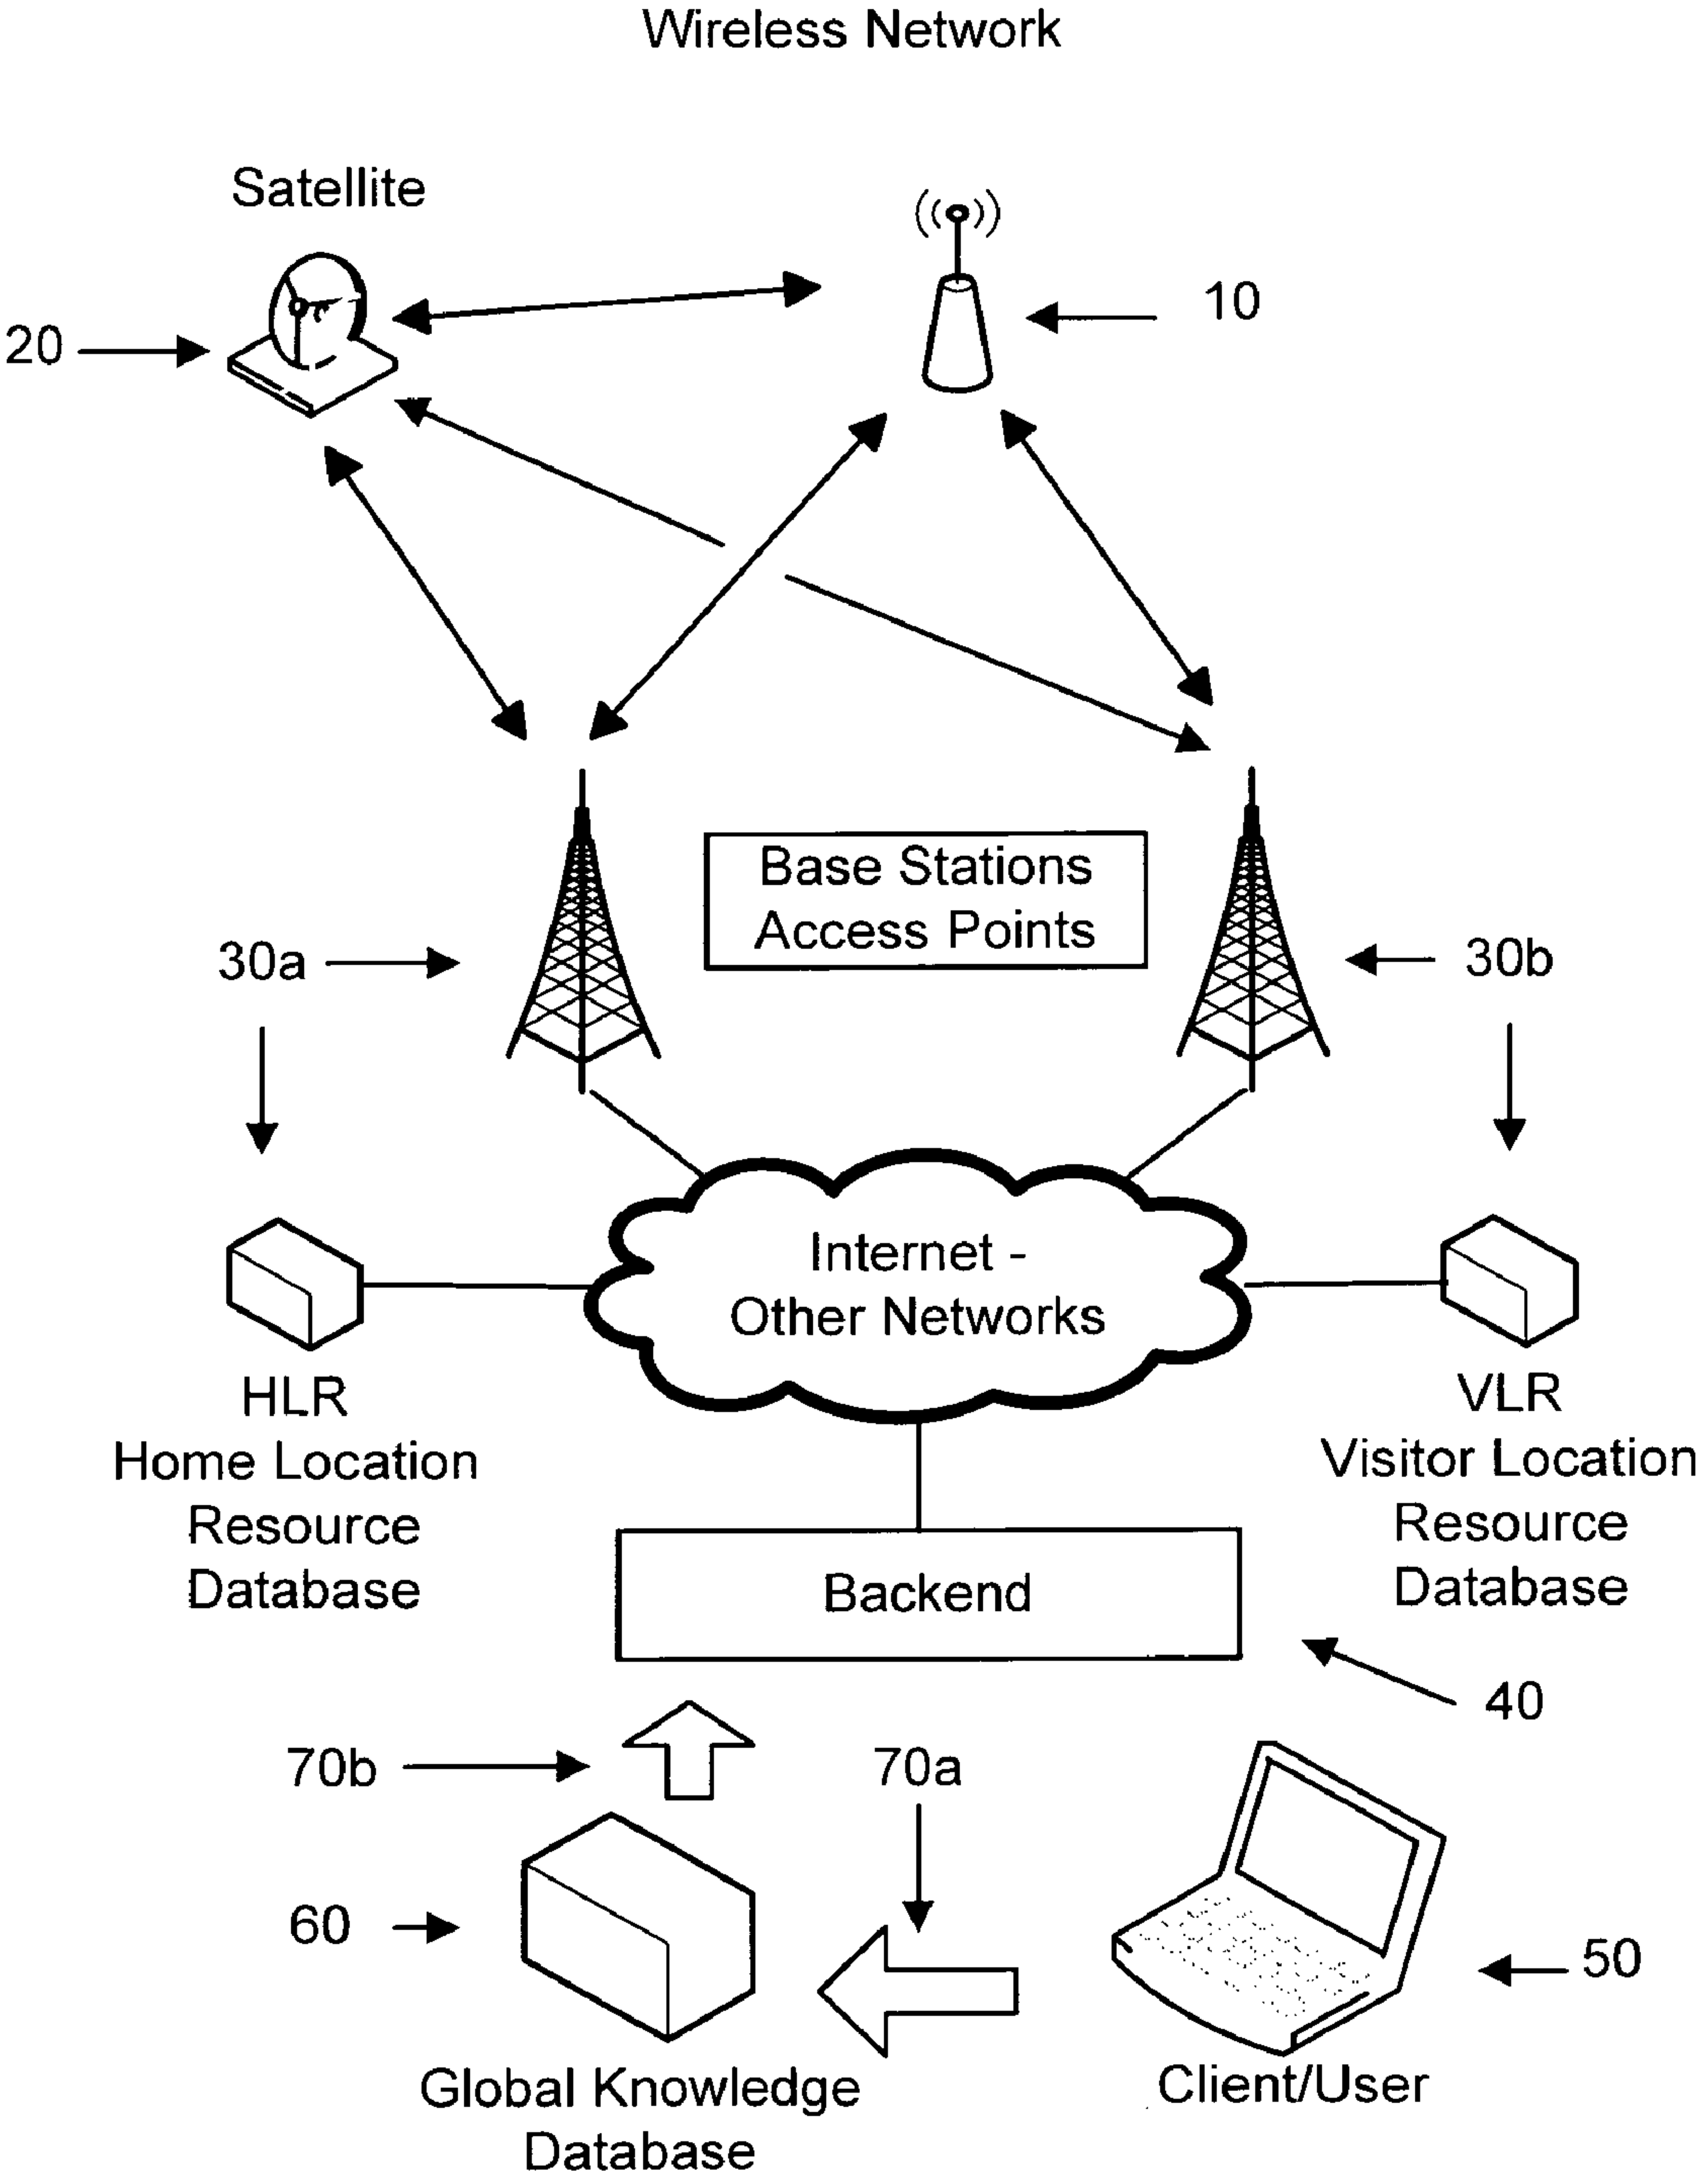 Wireless Network
Satellite
20
10
Base Stations
Access Points
30a
30b
Internet -
Other Networks
HLR
Home Location
Resource
Database
VLR
Visitor Location
Resource
Database
Backend
40
70b
70a
60
50
Global Knowledge
Database
Client/User